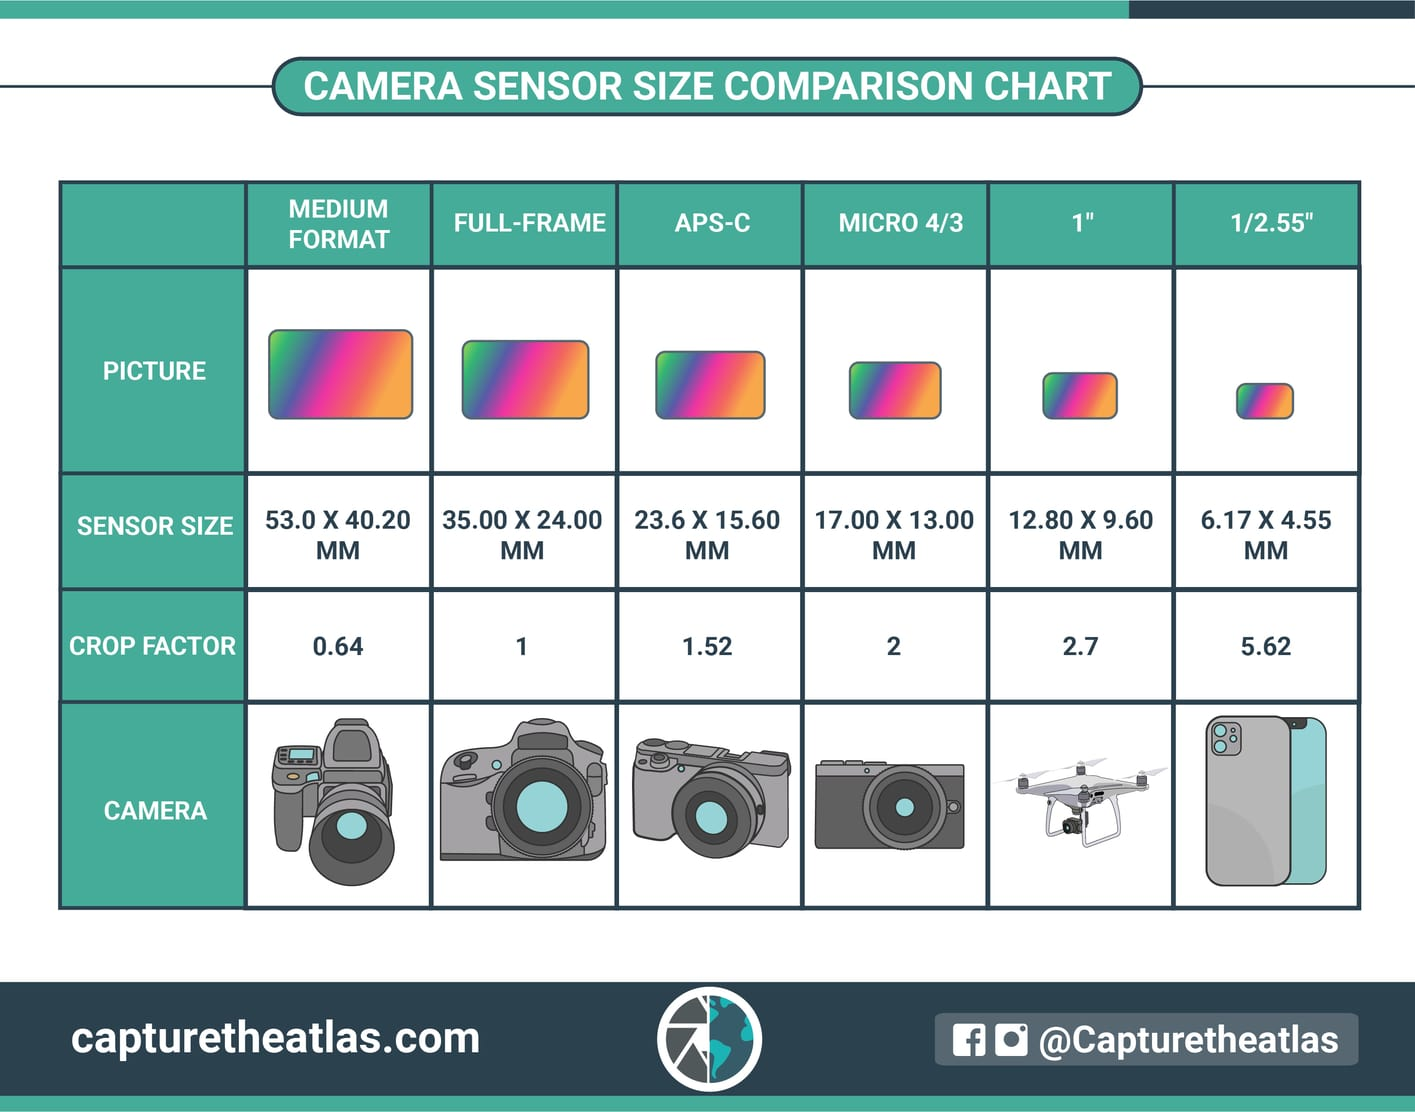 CAMERA SENSOR SIZE COMPARISON CHART
MEDIUM
FORMAT
FULL-FRAME
APS-C
MICRO 4/3
1"
1/2.55"
PICTURE
SENSOR SIZE
53.0 X 40.20
MM
35.00 X 24.00
MM
23.6 X 15.60
MM
17.00 X 13.00
MM
12.80 X 9.60
MM
6.17 X 4.55
MM
CROP FACTOR
0.64
1
1.52
2
2.7
5.62
CAMERA
capturetheatlas.com
@Capturetheatlas